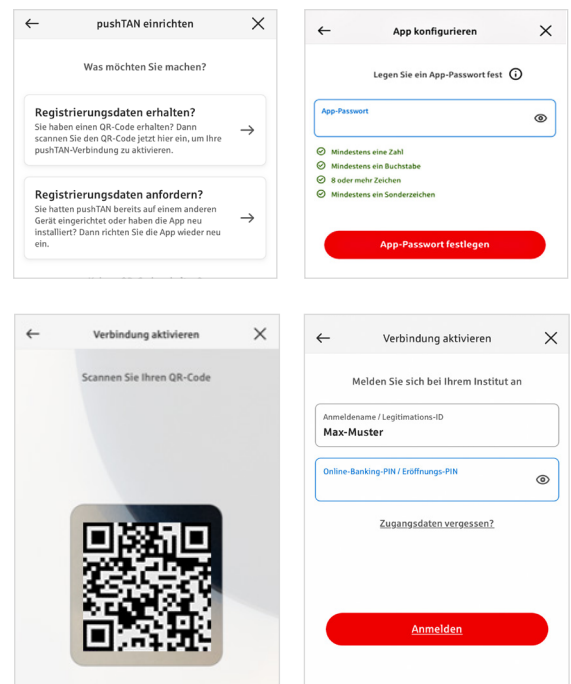 pushTAN einrichten
Was möchten Sie machen?
Registrierungsdaten erhalten?
Sie haben einen QR-Code erhalten? Dann
scannen Sie den QR-Code jetzt hier ein, um Ihre
pushTAN-Verbindung zu aktivieren.
Registrierungsdaten anfordern?
Sie hatten pushTAN bereits auf einem anderen
Gerät eingerichtet oder haben die App neu
installiert? Dann richten Sie die App wieder neu
ein.
App konfigurieren
Legen Sie ein App-Passwort fest
App-Passwort
Mindestens eine Zahl
Mindestens ein Buchstabe
8 oder mehr Zeichen
Mindestens ein Sonderzeichen
App-Passwort festlegen
Verbindung aktivieren
Scannen Sie Ihren QR-Code
Verbindung aktivieren
Melden Sie sich bei Ihrem Institut an
Anmeldename / Legitimations-ID
Max-Muster
Online-Banking-PIN / Eröffnungs-PIN
Zugangsdaten vergessen?
Anmelden